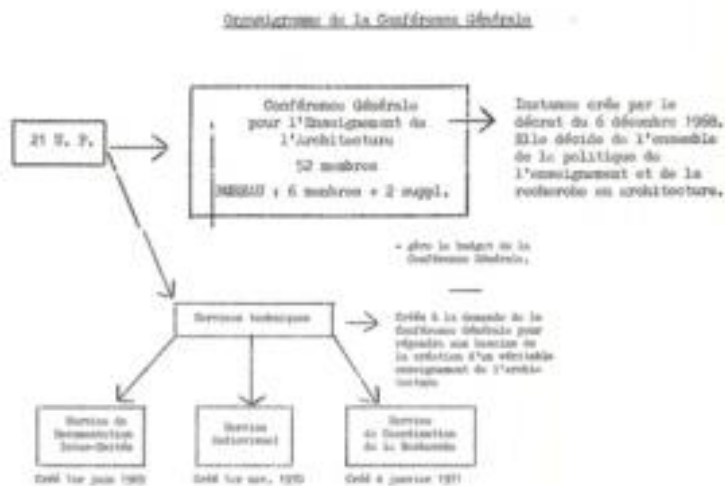 Organigramme de la Conférence Générale
21 U. P.
Conférence Générale
pour l'Enseignement de
l'Architecture
52 membres
BUREAU : 6 membres + 2 suppl.
Instance crée par le
décret du 6 décembre 1968.
Elle décide de l'ensemble
de la politique de
l'enseignement et de la
recherche en architecture.
- gère le budget de la
Conférence Générale.
Services techniques
Créés à la demande de la
Conférence Générale pour
répondre aux besoins de
la création d'un véritable
enseignement de l'archi-
tecture
Service de
Documentation
Inter-Unités
Créé 1er juin 1969
Service
Audiovisuel
Créé 1er nov. 1970
Service
de Coordination
de la Recherche
Créé janvier 1971